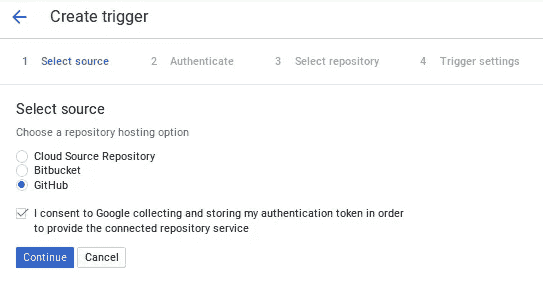 Create trigger
1 Select source 2 Authenticate 3 Select repository 4 Trigger settings
Select source
Choose a repository hosting option
Cloud Source Repository
Bitbucket
GitHub
I consent to Google collecting and storing my authentication token in order
to provide the connected repository service
Continue Cancel